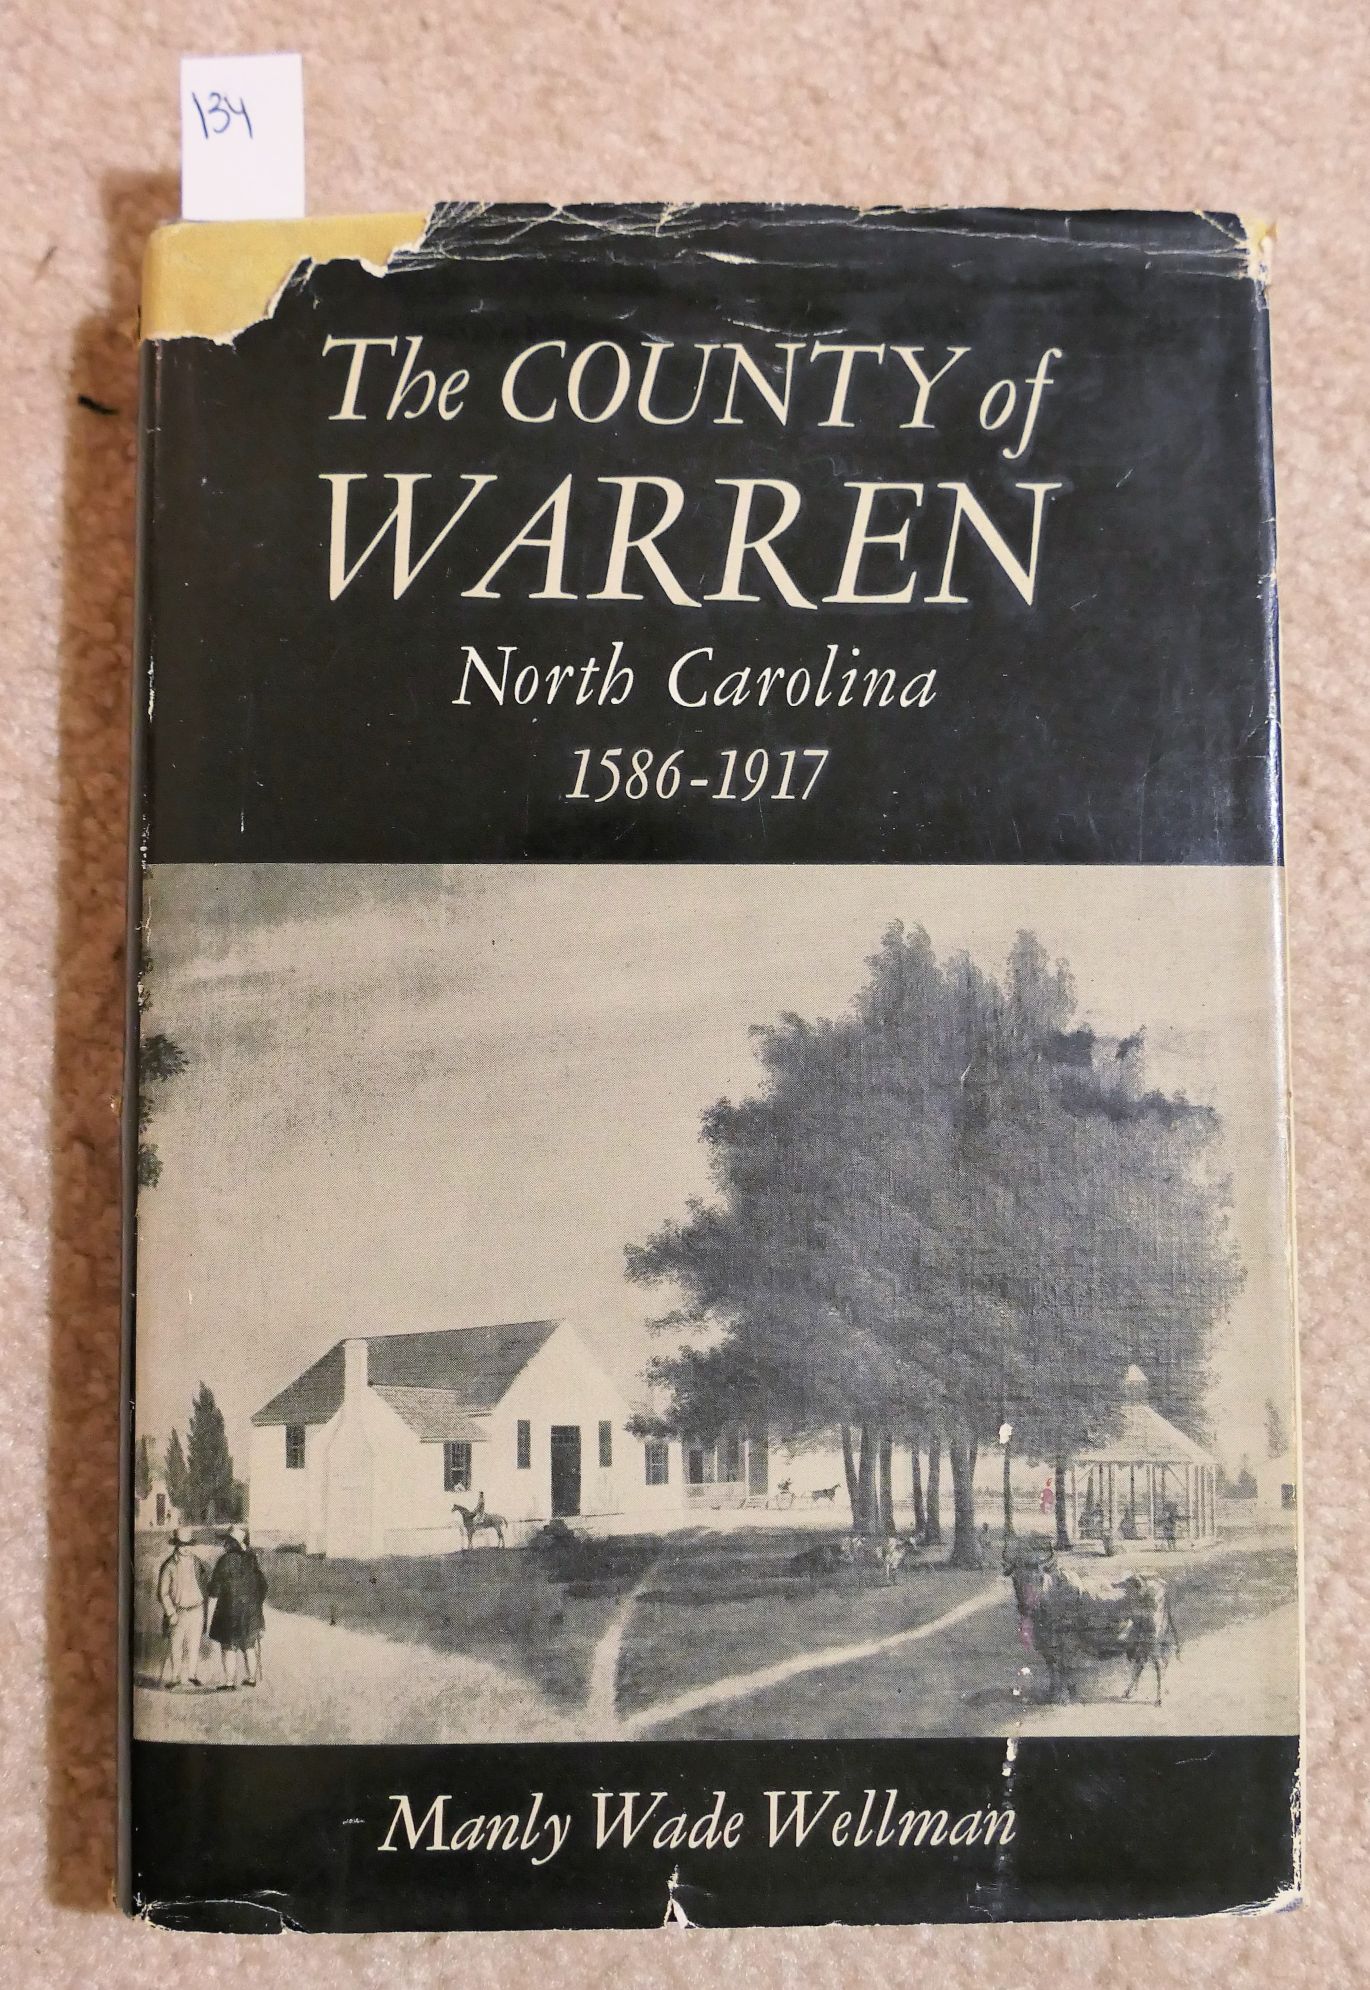 134
The COUNTY of
WARREN
North Carolina
1586-1917
Manly Wade Wellman